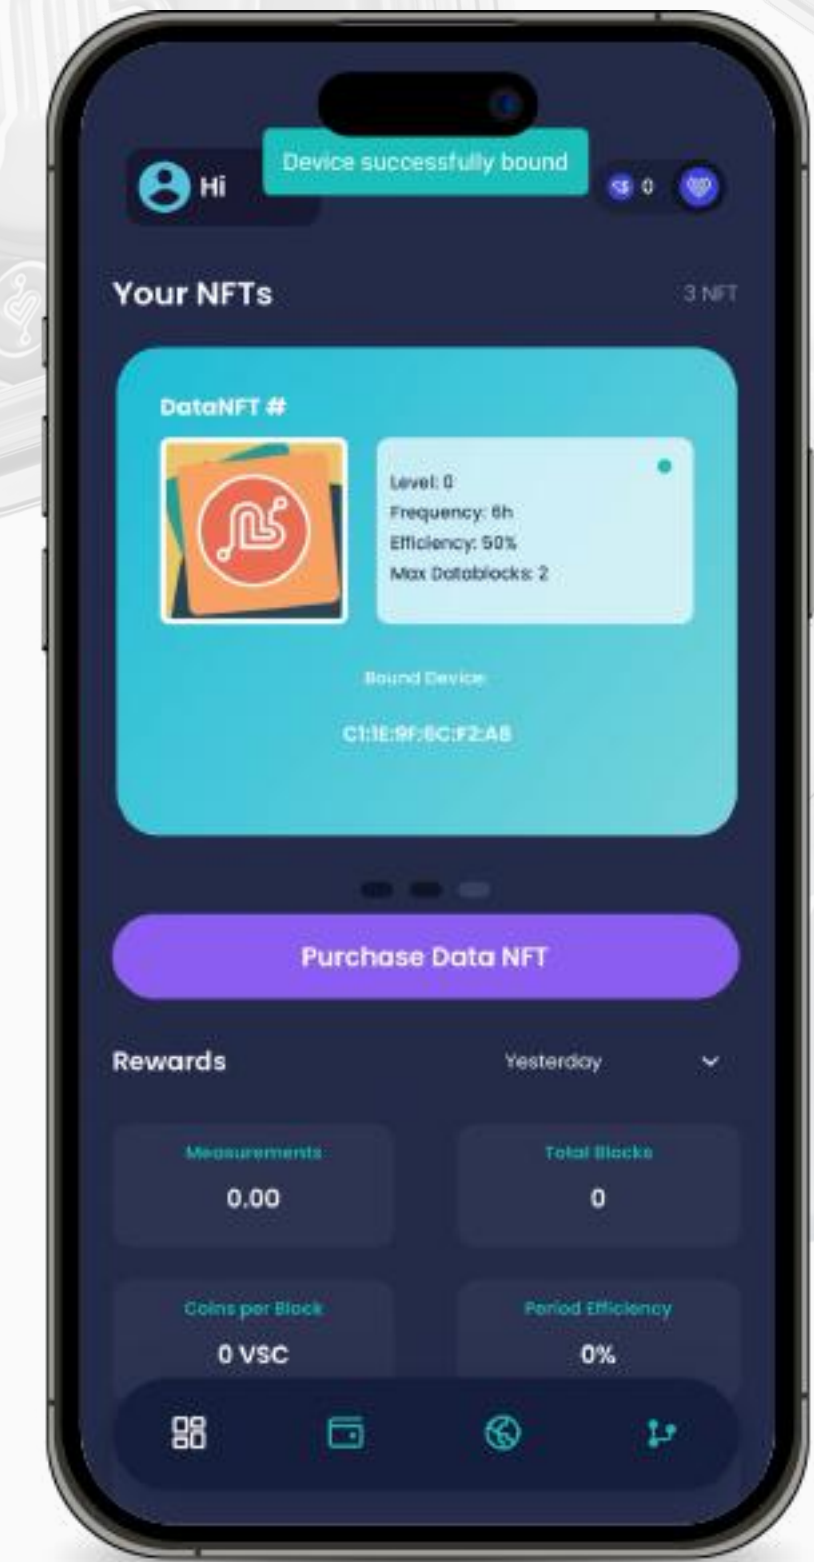 Device successfully bound
Hi
0
Your NFTs
3 NFT
DataNFT #
Level: 0
Frequency: 6h
Efficiency: 50%
Max Datablocks: 2
Bound Device
C1:1E:9F:6C:F2:A8
Purchase Data NFT
Rewards
Yesterday
Measurements
Total Blocks
0.00
0
Coins per Block
Period Efficiency
0 VSC
0%